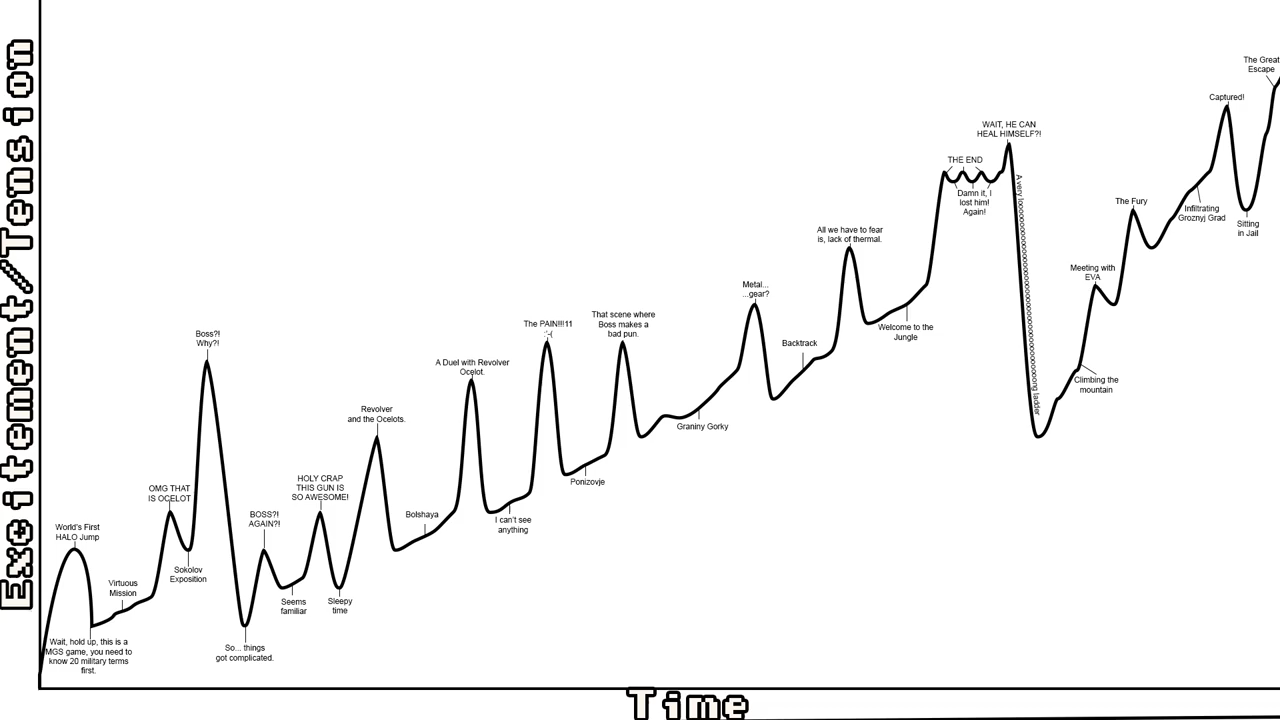 Excitement/Tension
World's First
HALO Jump
Wait, hold up, this is a
MGS game, you need to
know 20 military terms
first.
Virtuous
Mission
OMG THAT
IS OCELOT
Sokolov
Exposition
Boss?!
Why?!
So... things
got complicated.
BOSS?!
AGAIN?!
Seems
familiar
HOLY CRAP
THIS GUN IS
SO AWESOME!
Sleepy
time
Revolver
and the Ocelots.
Bolshaya
A Duel with Revolver
Ocelot.
I can't see
anything
The PAIN!!!!11
:'-(
Ponizovje
That scene where
Boss makes a
bad pun.
Graniny Gorky
Metal...
...gear?
Backtrack
All we have to fear
is, lack of thermal.
Welcome to the
Jungle
THE END
Damn it, I
lost him!
Again!
WAIT, HE CAN
HEAL HIMSELF?!
Climbing the
mountain
Meeting with
EVA
The Fury
Infiltrating
Groznyj Grad
Captured!
Sitting
in Jail
The Great
Escape
Time